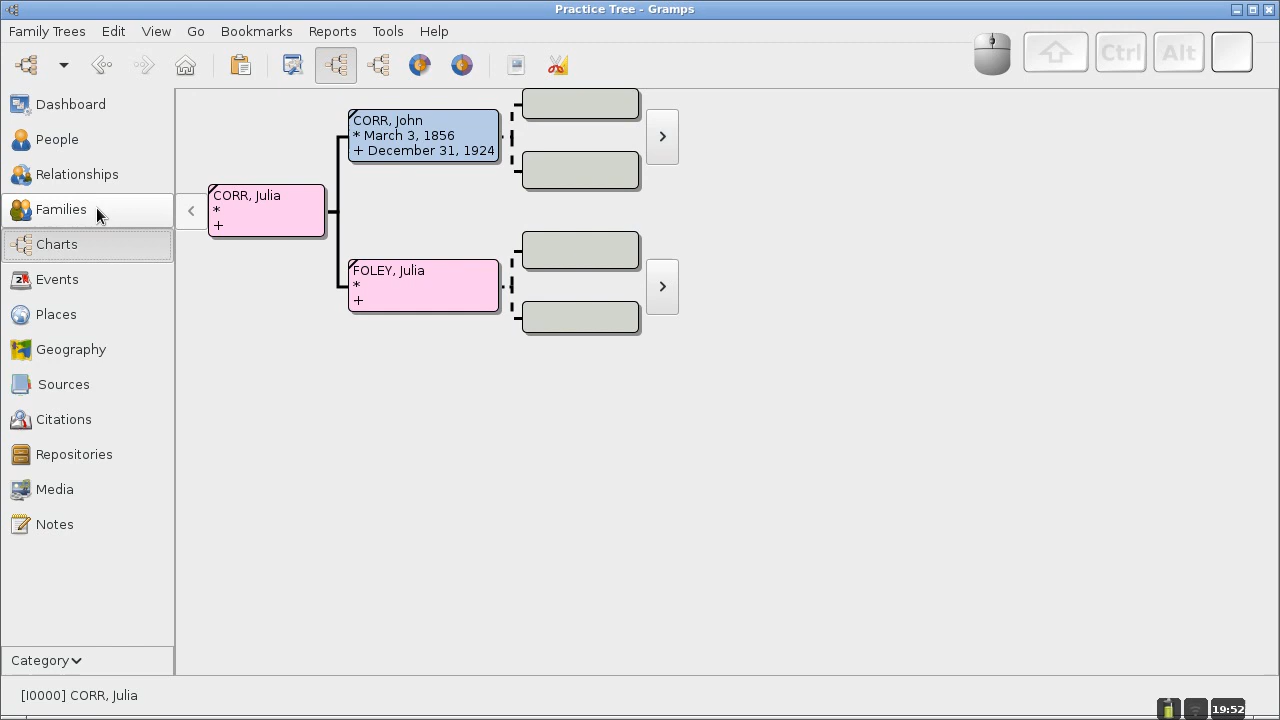 Practice Tree - Gramps
Family Trees Edit View Go Bookmarks Reports Tools Help
Ctrl Alt
Dashboard
People
Relationships
Families
Charts
Events
Places
Geography
Sources
Citations
Repositories
Media
Notes
CORR, Julia
*
+
CORR, John
* March 3, 1856
+ December 31, 1924
FOLEY, Julia
*
+
Category
[I0000] CORR, Julia
19:52